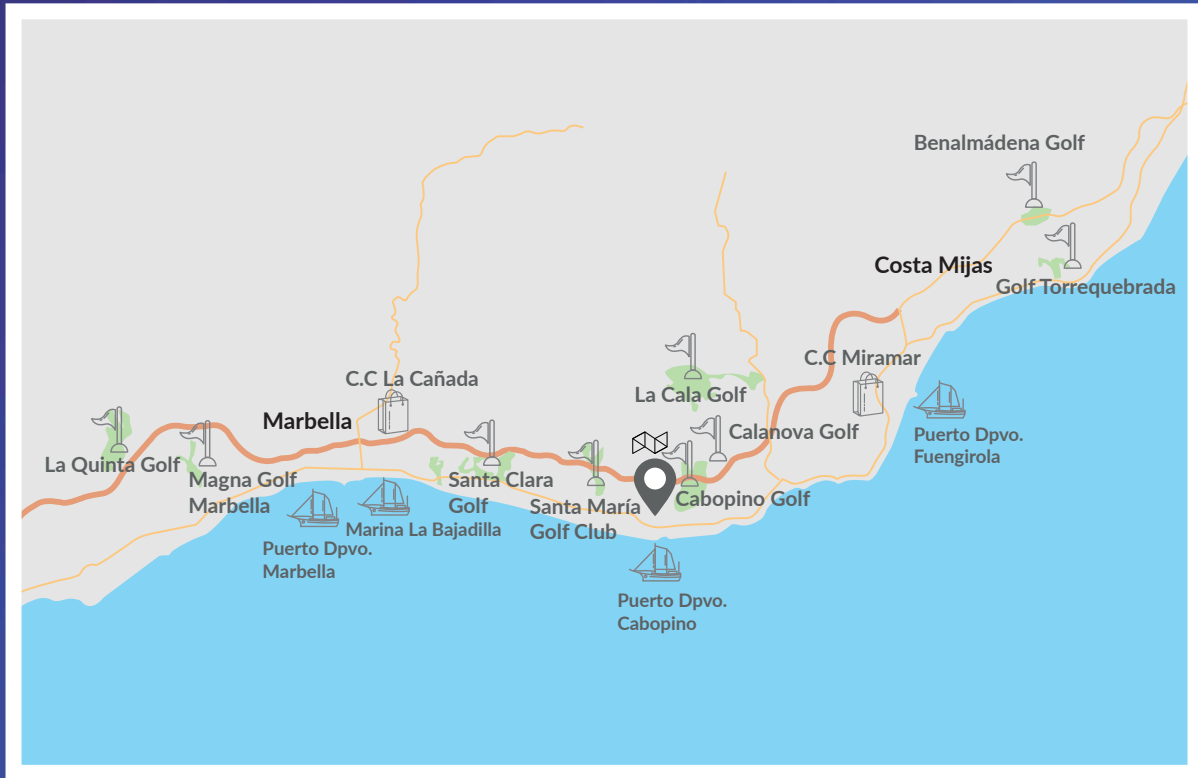 Benalmádena Golf
Costa Mijas
Golf Torrequebrada
C.C Miramar
C.C La Cañada
La Cala Golf
Marbella
Calanova Golf
Puerto Dpvo.
Fuengirola
La Quinta Golf
Magna Golf
Marbella
Santa Clara
Golf
Santa María
Golf Club
Cabopino Golf
Marina La Bajadilla
Puerto Dpvo.
Marbella
Puerto Dpvo.
Cabopino